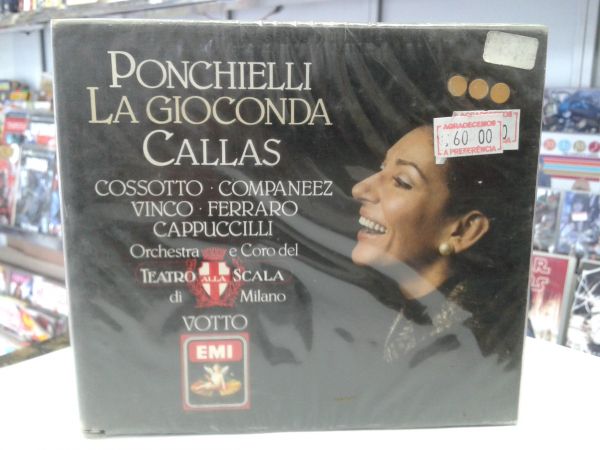 PONCHIELLI
LA GIOCONDA
CALLAS
COSSOTTO · COMPANEEZ
VINCO · FERRARO
CAPPUCCILLI
Orchestra e Coro del
TEATRO ALLA SCALA
di Milano
VOTTO
EMI
AGRADECEMOS
60 00
A PREFERÊNCIA